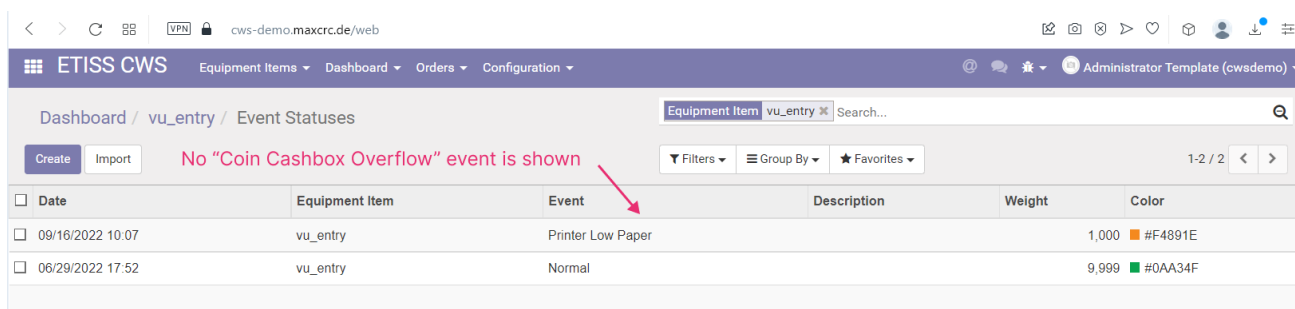 VPN cws-demo.maxcrc.de/web
ETISS CWS Equipment Items Dashboard Orders Configuration @ Administrator Template (cwsdemo)
Dashboard / vu_entry / Event Statuses Equipment Item vu_entry Search...
Create Import No “Coin Cashbox Overflow” event is shown Filters Group By Favorites 1-2 / 2
Date Equipment Item Event Description Weight Color
09/16/2022 10:07 vu_entry Printer Low Paper 1,000 #F4891E
06/29/2022 17:52 vu_entry Normal 9,999 #0AA34F